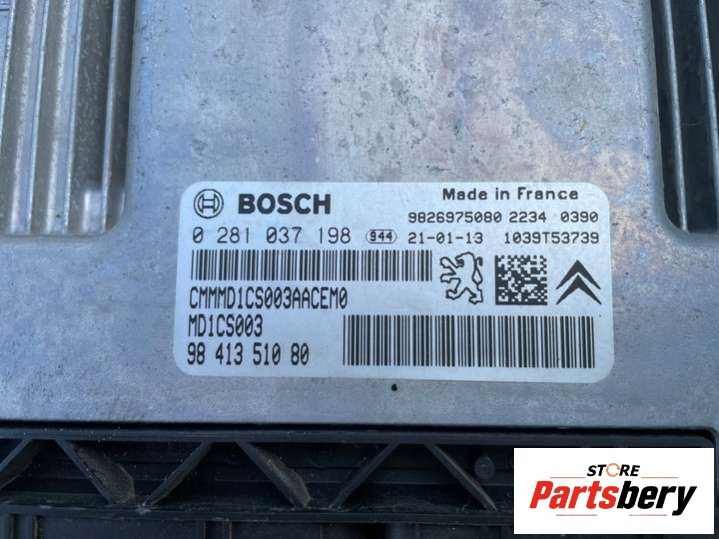 BOSCH
Made in France
9826975080 2234 0390
0 281 037 198 944 21-01-13 1039T53739
CMMMD1CS003AACEM0
MD1CS003
98 413 510 80
STORE
Partsbery